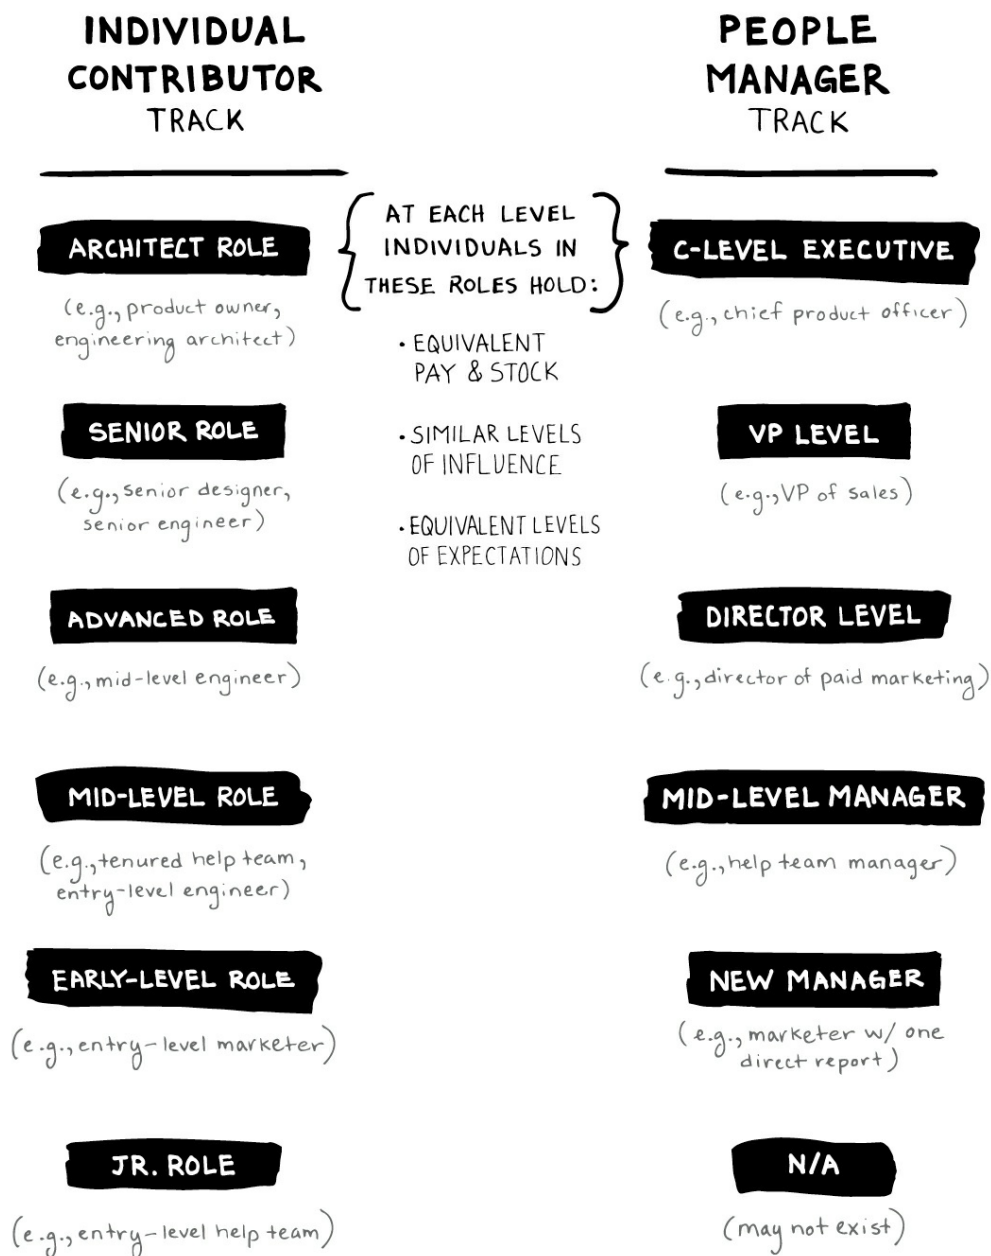 INDIVIDUAL
CONTRIBUTOR
TRACK
PEOPLE
MANAGER
TRACK
AT EACH LEVEL
INDIVIDUALS IN
THESE ROLES HOLD:
• EQUIVALENT
PAY & STOCK
• SIMILAR LEVELS
OF INFLUENCE
• EQUIVALENT LEVELS
OF EXPECTATIONS
ARCHITECT ROLE
(e.g., product owner,
engineering architect)
C-LEVEL EXECUTIVE
(e.g., chief product officer)
SENIOR ROLE
(e.g., senior designer,
senior engineer)
VP LEVEL
(e.g., VP of sales)
ADVANCED ROLE
(e.g., mid-level engineer)
DIRECTOR LEVEL
(e.g., director of paid marketing)
MID-LEVEL ROLE
(e.g., tenured help team,
entry-level engineer)
MID-LEVEL MANAGER
(e.g., help team manager)
EARLY-LEVEL ROLE
(e.g., entry-level marketer)
NEW MANAGER
(e.g., marketer w/ one
direct report)
JR. ROLE
(e.g., entry-level help team)
N/A
(may not exist)